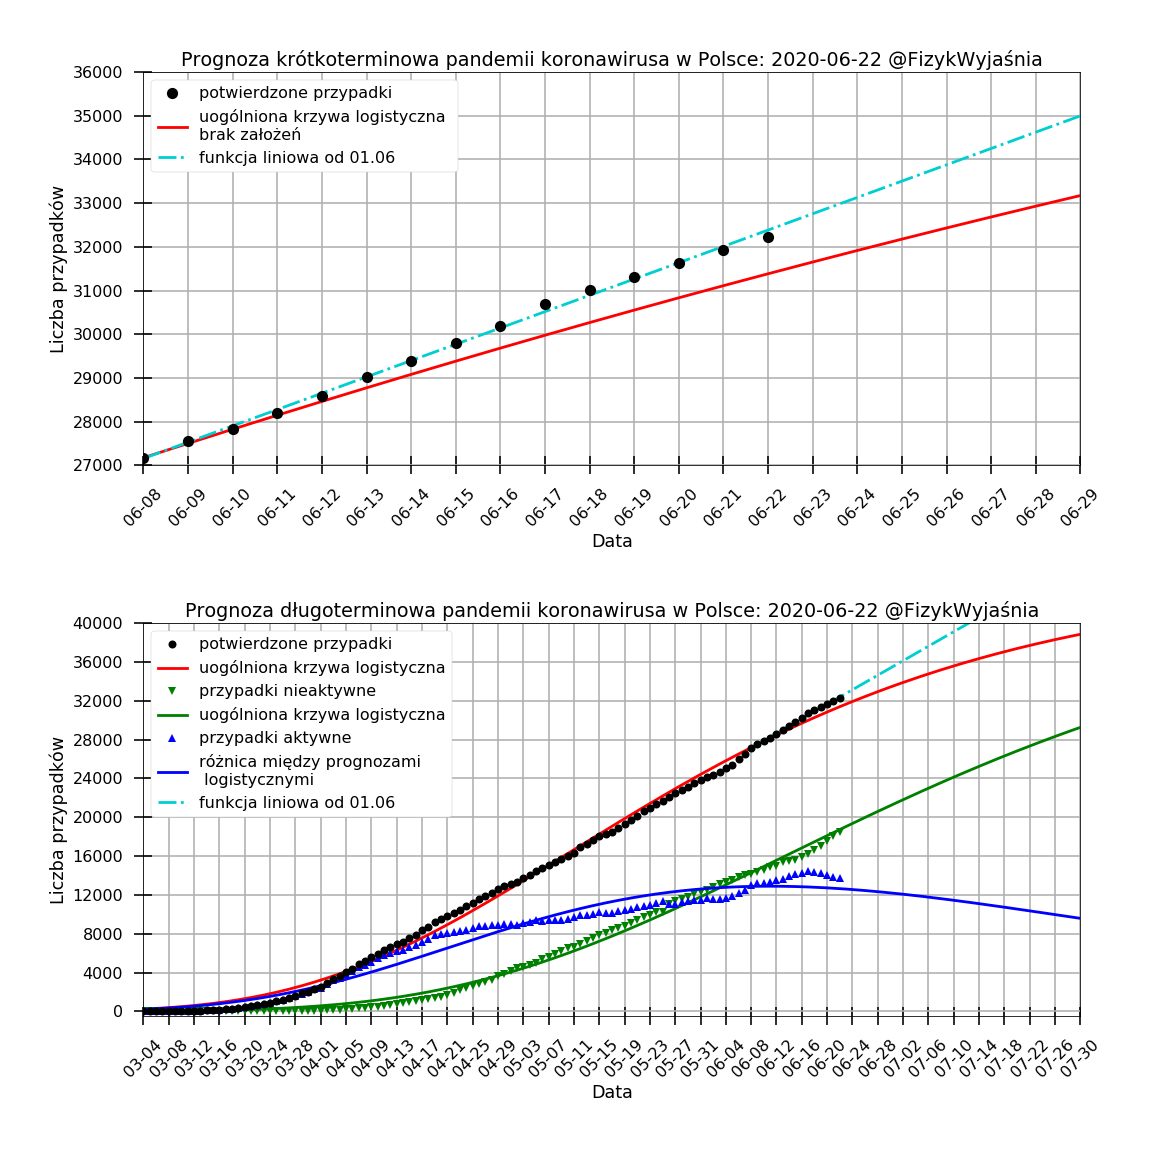 Prognoza krótkoterminowa pandemii koronawirusa w Polsce: 2020-06-22 @FizykWyjaśnia
36000
35000
34000
33000
32000
31000
30000
29000
28000
27000
Liczba przypadków
potwierdzone przypadki
uogólniona krzywa logistyczna
brak założeń
funkcja liniowa od 01.06
06-08 06-09 06-10 06-11 06-12 06-13 06-14 06-15 06-16 06-17 06-18 06-19 06-20 06-21 06-22 06-23 06-24 06-25 06-26 06-27 06-28 06-29
Data
Prognoza długoterminowa pandemii koronawirusa w Polsce: 2020-06-22 @FizykWyjaśnia
40000
36000
32000
28000
24000
20000
16000
12000
8000
4000
0
Liczba przypadków
potwierdzone przypadki
uogólniona krzywa logistyczna
przypadki nieaktywne
uogólniona krzywa logistyczna
przypadki aktywne
różnica między prognozami
logistycznymi
funkcja liniowa od 01.06
03-04 03-08 03-12 03-16 03-20 03-24 03-28 04-01 04-05 04-09 04-13 04-17 04-21 04-25 04-29 05-03 05-07 05-11 05-15 05-19 05-23 05-27 05-31 06-04 06-08 06-12 06-16 06-20 06-24 06-28 07-02 07-06 07-10 07-14 07-18 07-22 07-26 07-30
Data